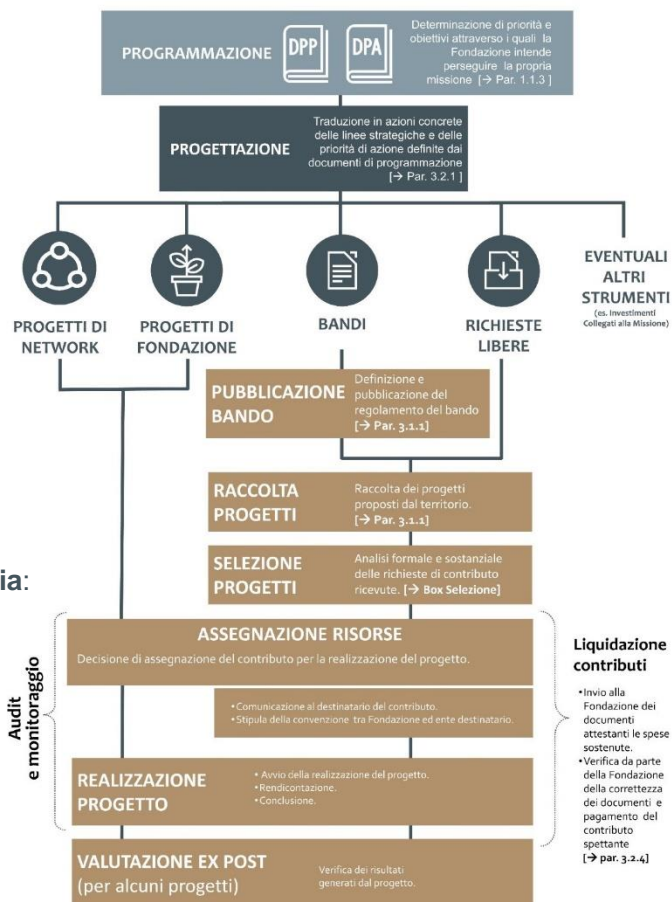 PROGRAMMAZIONE
DPP
DPA
Determinazione di priorità e
obiettivi attraverso i quali la
Fondazione intende
perseguire la propria
missione [→ Par. 1.1.3 ]
PROGETTAZIONE
Traduzione in azioni concrete
delle linee strategiche e delle
priorità di azione definite dai
documenti di programmazione
[→ Par. 3.2.1 ]
PROGETTI DI
NETWORK
PROGETTI DI
FONDAZIONE
BANDI
RICHIESTE
LIBERE
EVENTUALI
ALTRI
STRUMENTI
(es. Investimenti
Collegati alla Missione)
PUBBLICAZIONE
BANDO
Definizione e
pubblicazione del
regolamento del bando
[→ Par. 3.1.1]
RACCOLTA
PROGETTI
Raccolta dei progetti
proposti dal territorio.
[→ Par. 3.1.1]
SELEZIONE
PROGETTI
Analisi formale e sostanziale
delle richieste di contributo
ricevute. [→ Box Selezione]
ia:
ASSEGNAZIONE RISORSE
Decisione di assegnazione del contributo per la realizzazione del progetto.
•Comunicazione al destinatario del contributo.
•Stipula della convenzione tra Fondazione ed ente destinatario.
Audit
e monitoraggio
REALIZZAZIONE
PROGETTO
• Avvio della realizzazione del progetto.
•Rendicontazione.
•Conclusione.
VALUTAZIONE EX POST
(per alcuni progetti)
Verifica dei risultati
generati dal progetto.
Liquidazione
contributi
•Invio alla
Fondazione dei
documenti
attestanti le spese
sostenute.
•Verifica da parte
della Fondazione
della correttezza
dei documenti e
pagamento del
contributo
spettante
[→ par. 3.2.4]